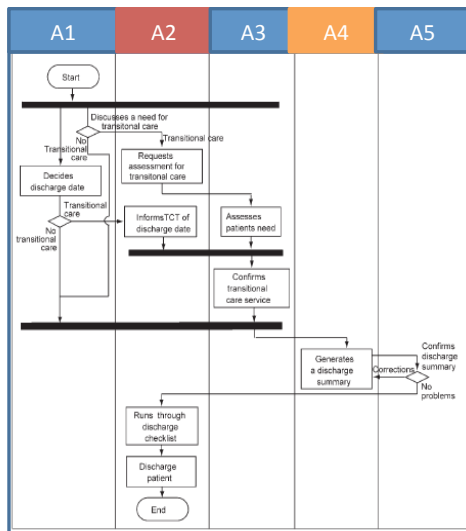 A1
A2
A3
A4
A5
Start
Discusses a need for
transitonal care
No
Transitional
care
Transitional care
Requests
assessment for
transitonal care
Decides
discharge date
Transitional
care
No
transitional
care
InformsTCT of
discharge date
Assesses
patients need
Confirms
transitional
care service
Generates
a discharge
summary
Confirms
discharge
summary
Corrections
No
problems
Runs through
discharge
checklist
Discharge
patient
End